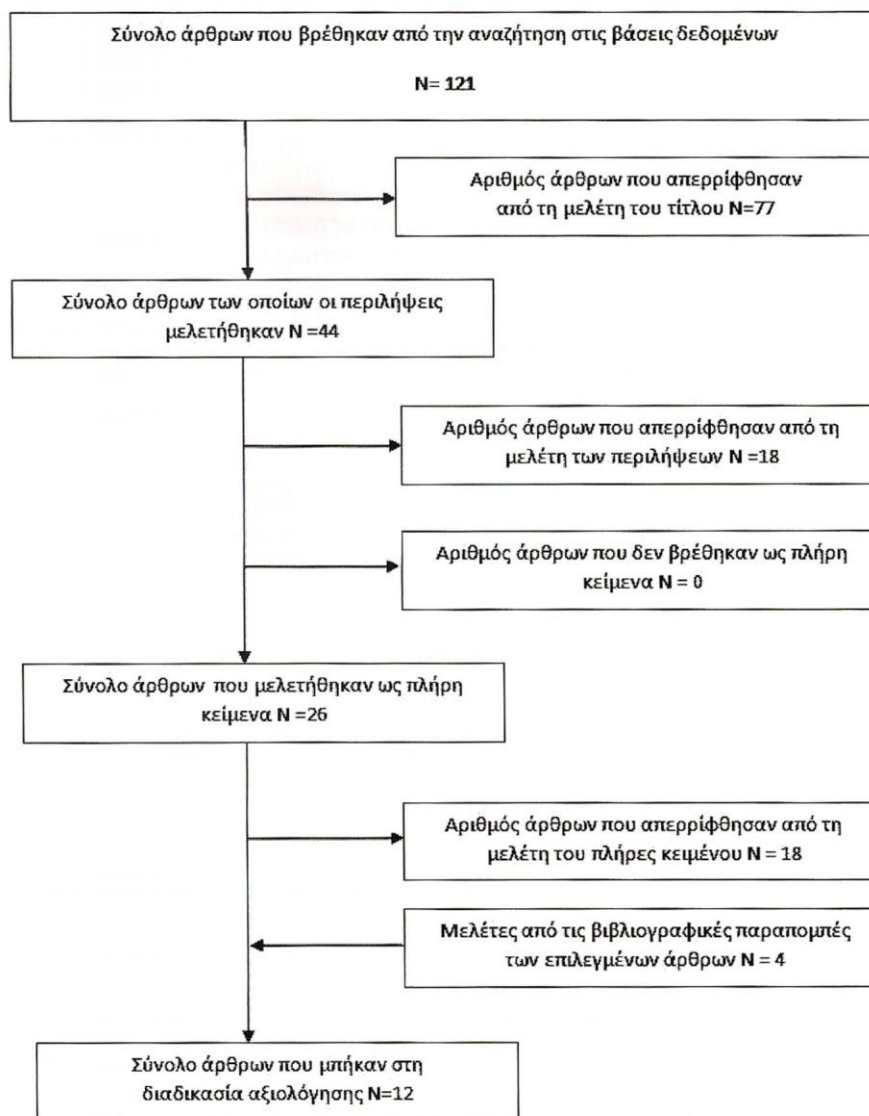 Σύνολο άρθρων που βρέθηκαν από την αναζήτηση στις βάσεις δεδομένων
N= 121
Αριθμός άρθρων που απερρίφθησαν
από τη μελέτη του τίτλου N=77
Σύνολο άρθρων των οποίων οι περιλήψεις
μελετήθηκαν N =44
Αριθμός άρθρων που απερρίφθησαν από τη
μελέτη των περιλήψεων N =18
Αριθμός άρθρων που δεν βρέθηκαν ως πλήρη
κείμενα N = 0
Σύνολο άρθρων που μελετήθηκαν ως πλήρη
κείμενα N =26
Αριθμός άρθρων που απερρίφθησαν από τη
μελέτη του πλήρες κειμένου N = 18
Μελέτες από τις βιβλιογραφικές παραπομπές
των επιλεγμένων άρθρων N = 4
Σύνολο άρθρων που μπήκαν στη
διαδικασία αξιολόγησης N=12